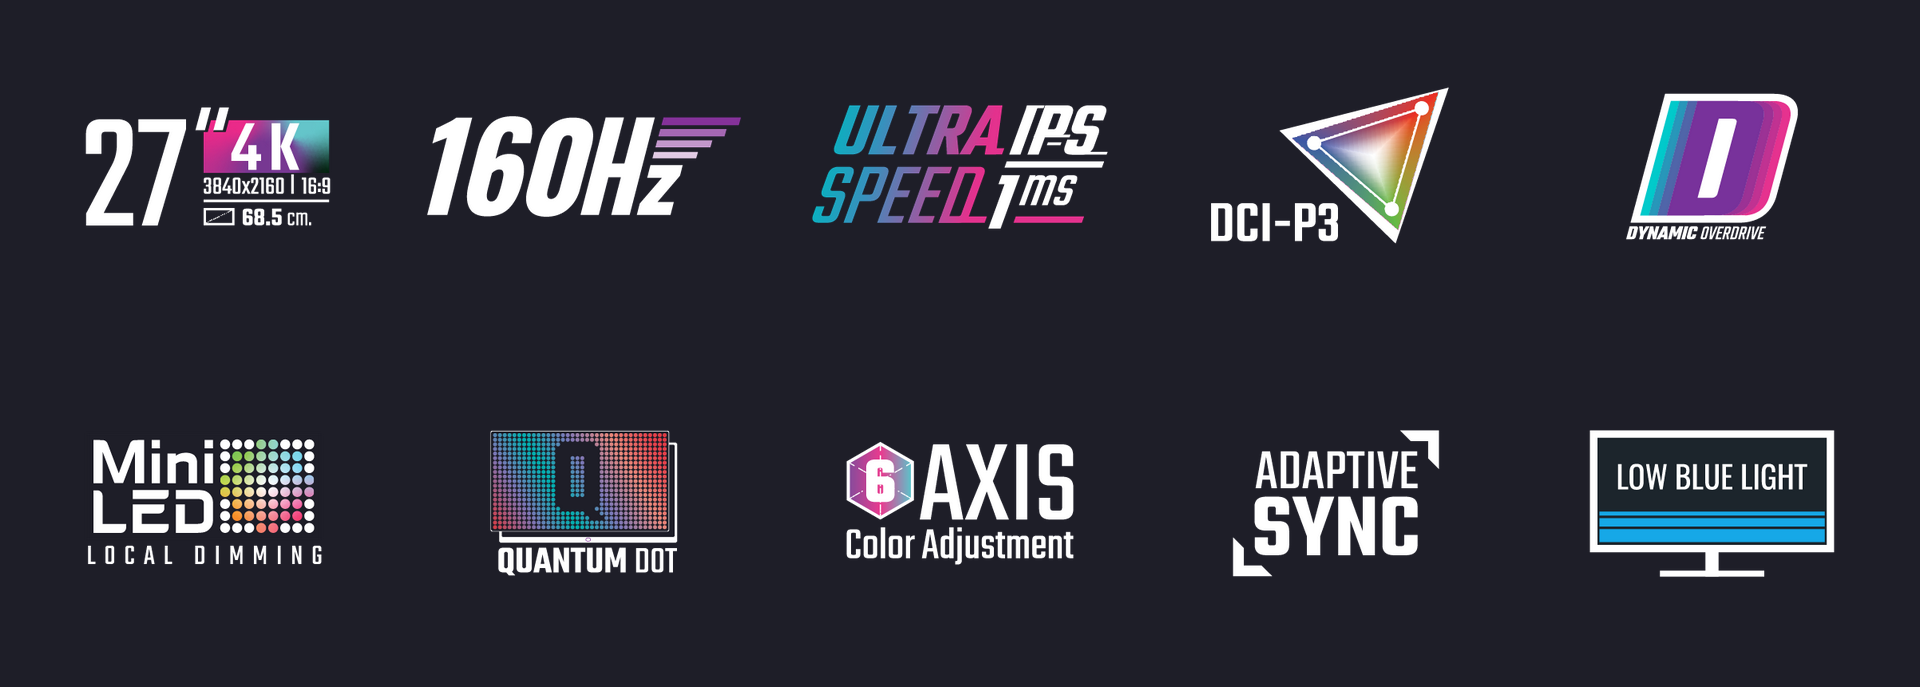 27" 4K
3840x2160 | 16:9
68.5 cm.
160Hz
ULTRA IPS
SPEED 1ms
DCI-P3
D
DYNAMIC OVERDRIVE
Mini
LED
LOCAL DIMMING
Q
QUANTUM DOT
6 AXIS
Color Adjustment
ADAPTIVE
SYNC
LOW BLUE LIGHT